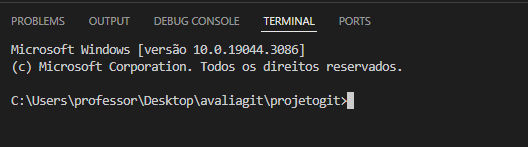 PROBLEMS OUTPUT DEBUG CONSOLE TERMINAL PORTS
Microsoft Windows [versão 10.0.19044.3086]
(c) Microsoft Corporation. Todos os direitos reservados.
C:\Users\professor\Desktop\avaliagit\projetogit>